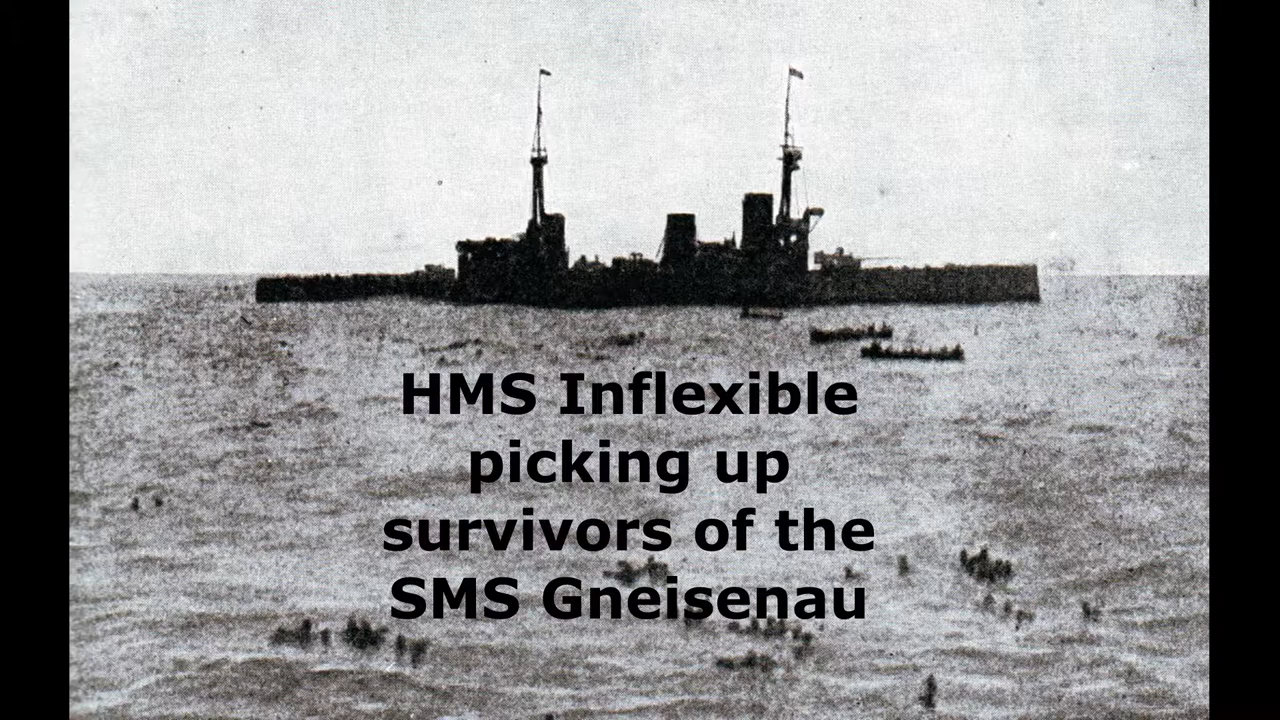 HMS Inflexible
picking up
survivors of the
SMS Gneisenau